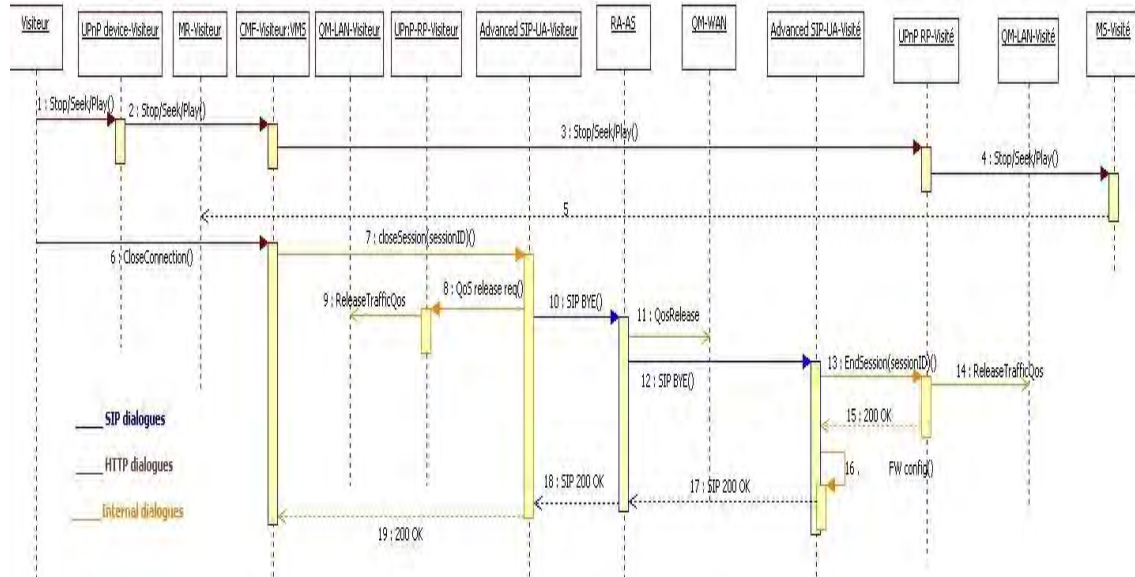 Visiteur
UPnP device-Visiteur
MR-Visiteur
CMF-Visiteur:VMS
QM-LAN-Visiteur
UPnP-RP-Visiteur
Advanced SIP-UA-Visiteur
RA-AS
QM-WAN
Advanced SIP-UA-Visité
UPnP RP-Visité
QM-LAN-Visité
MS-Visité
1 : Stop/Seek/Play()
2 : Stop/Seek/Play()
3 : Stop/Seek/Play()
4 : Stop/Seek/Play()
5
6 : CloseConnection()
7 : closeSession(sessionID)()
8 : QoS release req()
9 : ReleaseTrafficQos
10 : SIP BYE()
11 : QosRelease
12 : SIP BYE()
13 : EndSession(sessionID)()
14 : ReleaseTrafficQos
15 : 200 OK
16 . FW config()
17 : SIP 200 OK
18 : SIP 200 OK
19 : 200 OK
SIP dialogues
HTTP dialogues
Internal dialogues